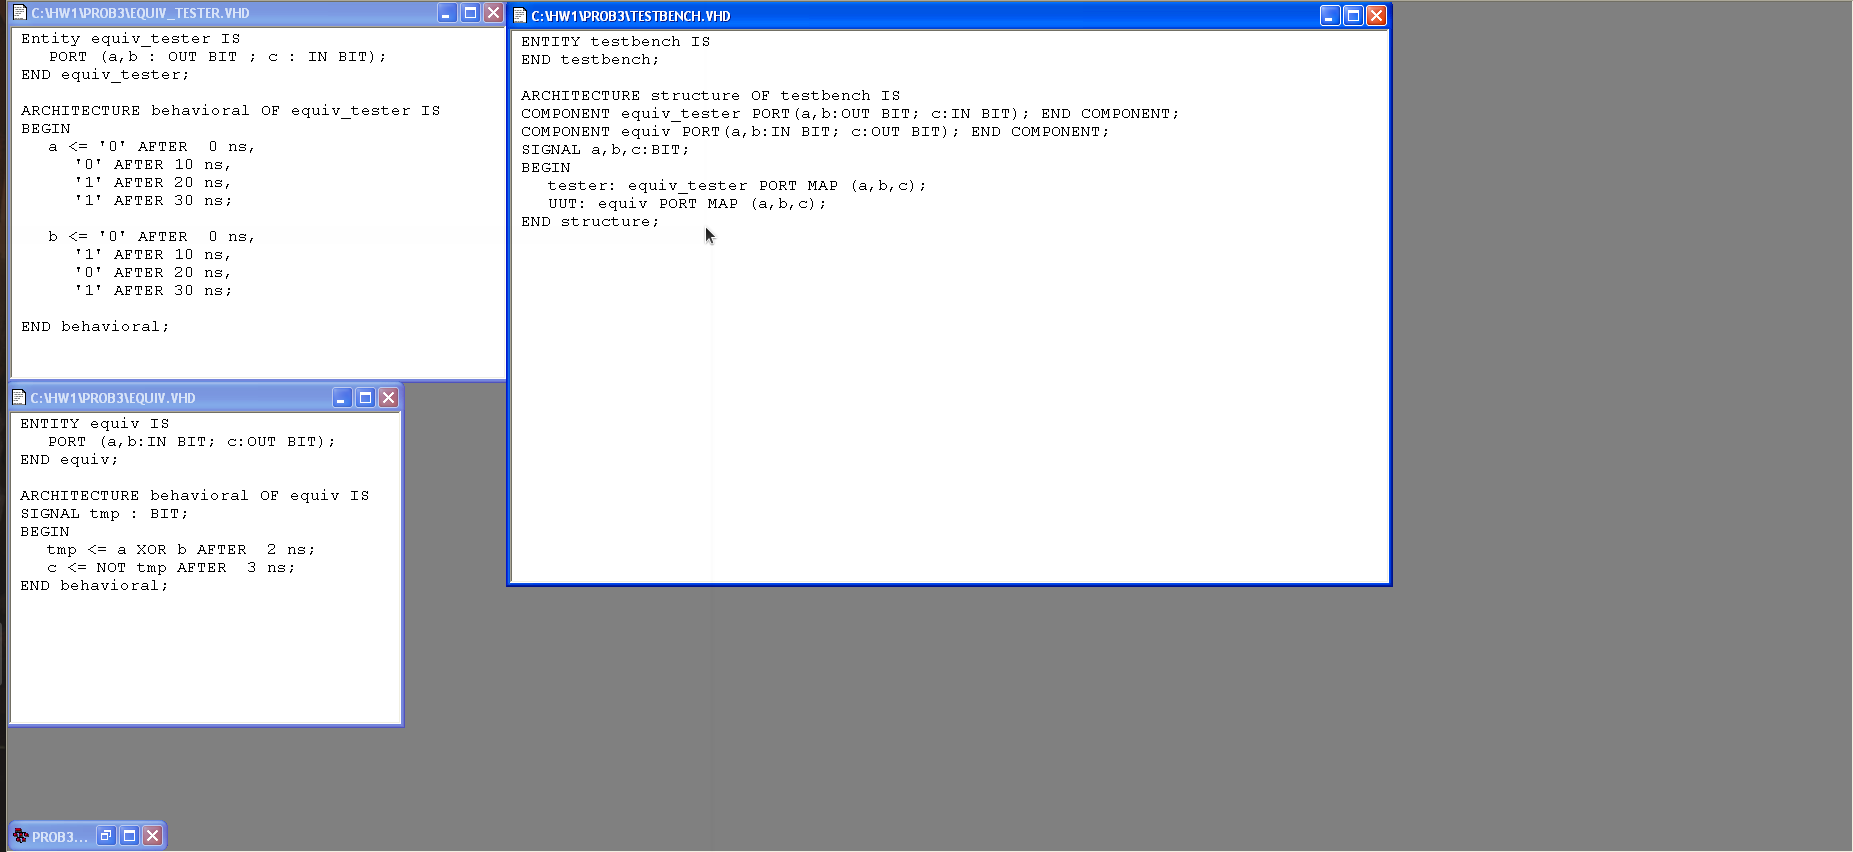 C:\HW1\PROB3\EQUIV_TESTER.VHD
Entity equiv_tester IS
PORT (a,b : OUT BIT ; c : IN BIT);
END equiv_tester;
ARCHITECTURE behavioral OF equiv_tester IS
BEGIN
a <= '0' AFTER  0 ns,
'0' AFTER 10 ns,
'1' AFTER 20 ns,
'1' AFTER 30 ns;
b <= '0' AFTER  0 ns,
'1' AFTER 10 ns,
'0' AFTER 20 ns,
'1' AFTER 30 ns;
END behavioral;
C:\HW1\PROB3\TESTBENCH.VHD
ENTITY testbench IS
END testbench;
ARCHITECTURE structure OF testbench IS
COMPONENT equiv_tester PORT(a,b:OUT BIT; c:IN BIT); END COMPONENT;
COMPONENT equiv PORT(a,b:IN BIT; c:OUT BIT); END COMPONENT;
SIGNAL a,b,c:BIT;
BEGIN
tester: equiv_tester PORT MAP (a,b,c);
UUT: equiv PORT MAP (a,b,c);
END structure;
C:\HW1\PROB3\EQUIV.VHD
ENTITY equiv IS
PORT (a,b:IN BIT; c:OUT BIT);
END equiv;
ARCHITECTURE behavioral OF equiv IS
SIGNAL tmp : BIT;
BEGIN
tmp <= a XOR b AFTER  2 ns;
c <= NOT tmp AFTER  3 ns;
END behavioral;
PROB3...